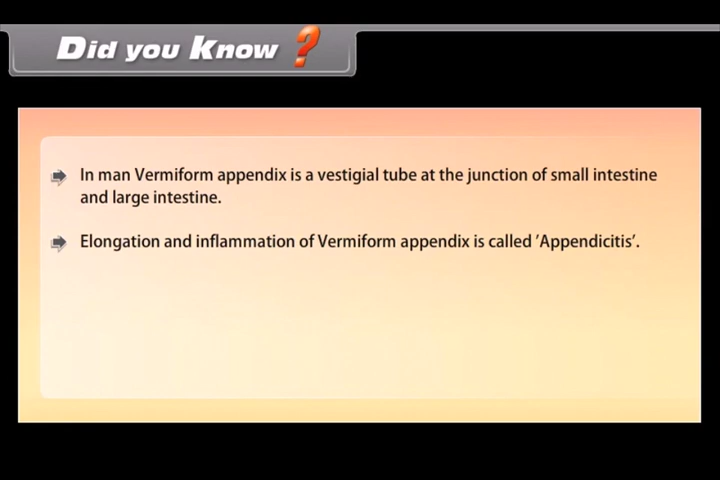 Did you Know ?
In man Vermiform appendix is a vestigial tube at the junction of small intestine
and large intestine.
Elongation and inflammation of Vermiform appendix is called 'Appendicitis'.